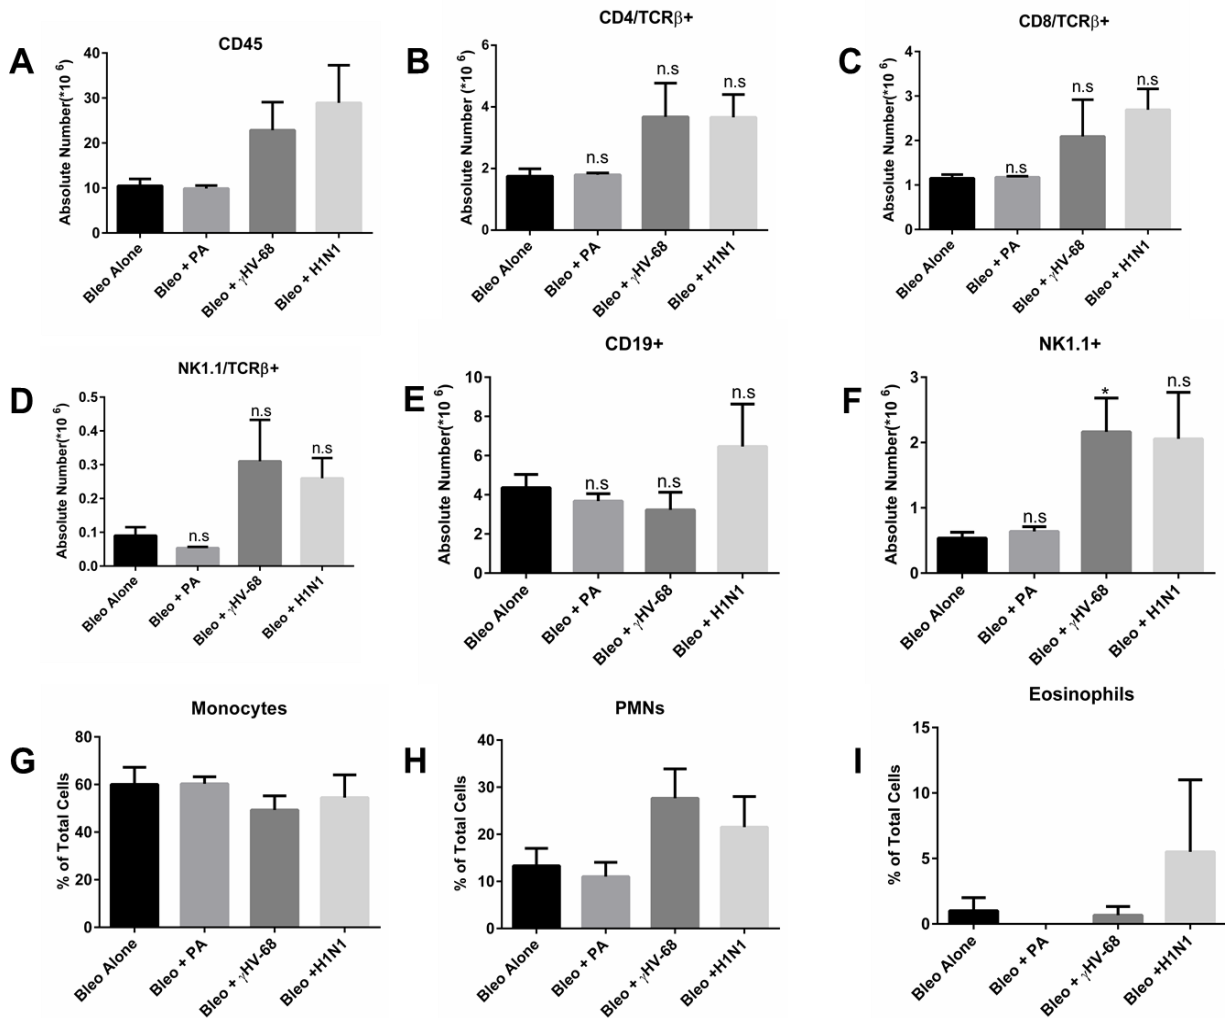 A
CD45
Absolute Number(*10 6)
40
30
20
10
0
Bleo Alone
Bleo + PA
Bleo + γHV-68
Bleo + H1N1
B
CD4/TCRβ+
Absolute Number (*10 6)
6
4
2
0
n.s
n.s
n.s
Bleo Alone
Bleo + PA
Bleo + γHV-68
Bleo + H1N1
C
CD8/TCRβ+
Absolute Number(*10 6)
4
3
2
1
0
n.s
n.s
n.s
Bleo Alone
Bleo + PA
Bleo + γHV-68
Bleo + H1N1
D
NK1.1/TCRβ+
Absolute Number(*10 6)
0.5
0.4
0.3
0.2
0.1
0.0
n.s
n.s
n.s
Bleo Alone
Bleo + PA
Bleo + γHV-68
Bleo + H1N1
E
CD19+
Absolute Number(*10 6)
10
8
6
4
2
0
n.s
n.s
n.s
Bleo Alone
Bleo + PA
Bleo + γHV-68
Bleo + H1N1
F
NK1.1+
Absolute Number(*10 6)
3
2
1
0
n.s
*
n.s
Bleo Alone
Bleo + PA
Bleo + γHV-68
Bleo + H1N1
G
Monocytes
% of Total Cells
80
60
40
20
0
Bleo Alone
Bleo + PA
Bleo + γHV-68
Bleo +H1N1
H
PMNs
% of Total Cells
40
30
20
10
0
Bleo Alone
Bleo + PA
Bleo + γHV-68
Bleo +H1N1
I
Eosinophils
% of Total Cells
15
10
5
0
Bleo Alone
Bleo + PA
Bleo + γHV-68
Bleo +H1N1